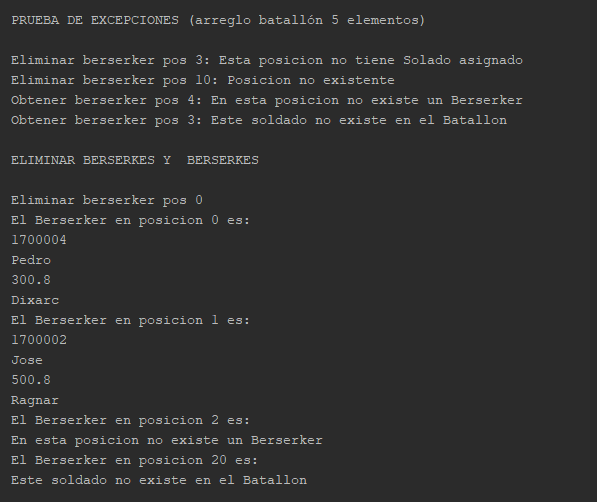 PRUEBA DE EXCEPCIONES (arreglo batallón 5 elementos)
Eliminar berserker pos 3: Esta posicion no tiene Solado asignado
Eliminar berserker pos 10: Posicion no existente
Obtener berserker pos 4: En esta posicion no existe un Berserker
Obtener berserker pos 3: Este soldado no existe en el Batallon
ELIMINAR BERSERKES Y  BERSERKES
Eliminar berserker pos 0
El Berserker en posicion 0 es:
1700004
Pedro
300.8
Dixarc
El Berserker en posicion 1 es:
1700002
Jose
500.8
Ragnar
El Berserker en posicion 2 es:
En esta posicion no existe un Berserker
El Berserker en posicion 20 es:
Este soldado no existe en el Batallon